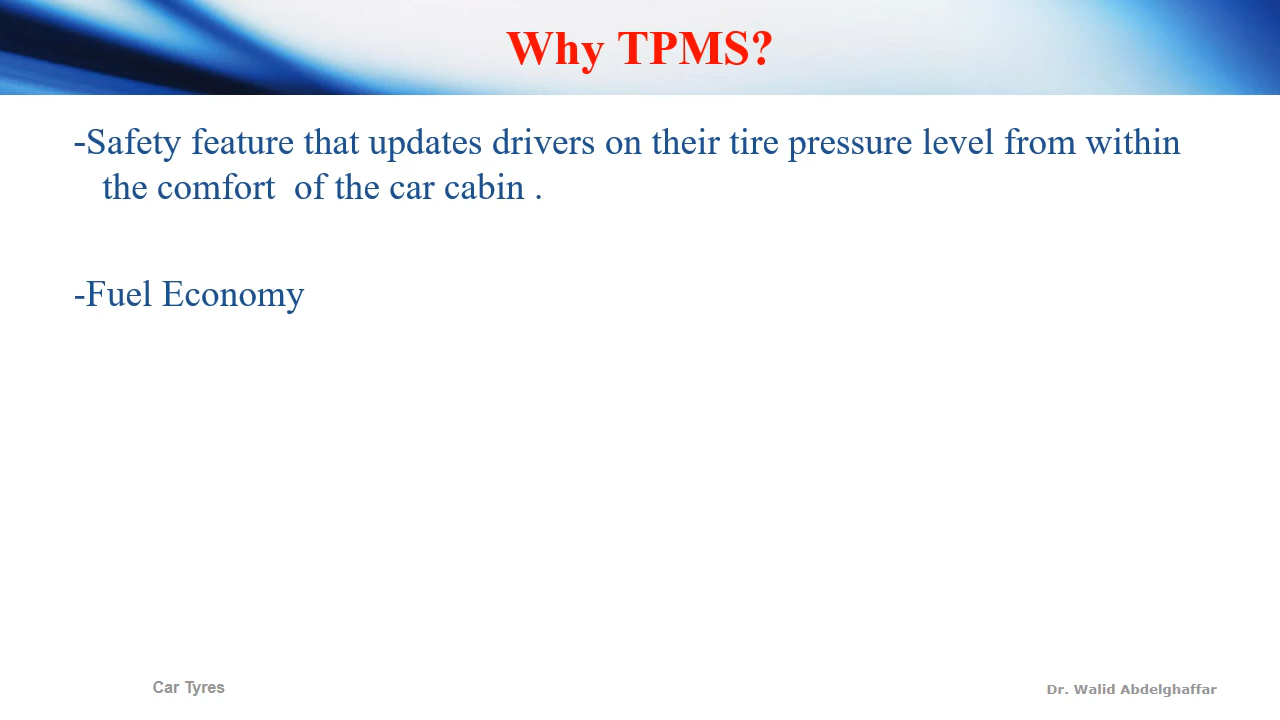 Why TPMS?
-Safety feature that updates drivers on their tire pressure level from within
the comfort  of the car cabin .
-Fuel Economy
Car Tyres
Dr. Walid Abdelghaffar